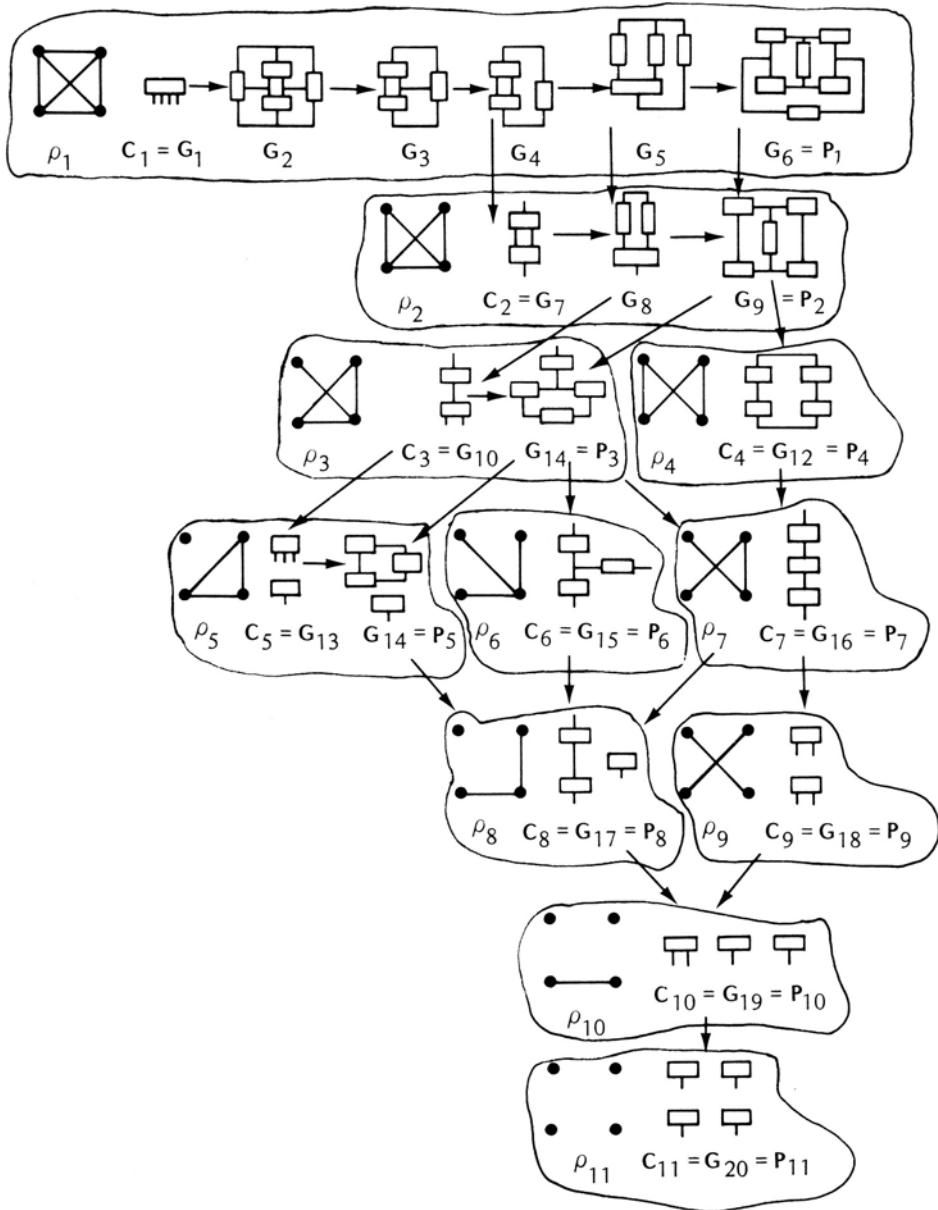 ρ1 C1 = G1 G2 G3 G4 G5 G6 = P1
ρ2 C2 = G7 G8 G9 = P2
ρ3 C3 = G10 G14 = P3 ρ4 C4 = G12 = P4
ρ5 C5 = G13 G14 = P5 ρ6 C6 = G15 = P6 ρ7 C7 = G16 = P7
ρ8 C8 = G17 = P8 ρ9 C9 = G18 = P9
ρ10 C10 = G19 = P10
ρ11 C11 = G20 = P11